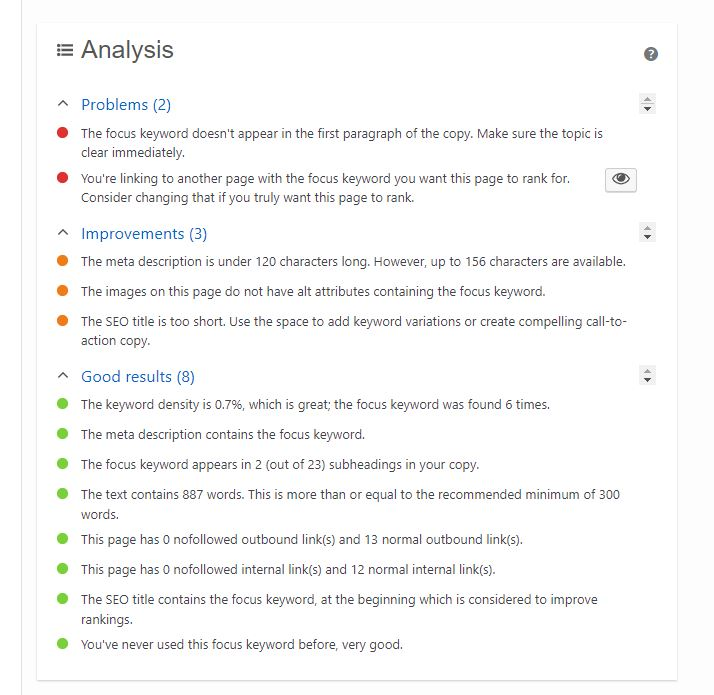 Analysis
Problems (2)
The focus keyword doesn't appear in the first paragraph of the copy. Make sure the topic is
clear immediately.
You're linking to another page with the focus keyword you want this page to rank for.
Consider changing that if you truly want this page to rank.
Improvements (3)
The meta description is under 120 characters long. However, up to 156 characters are available.
The images on this page do not have alt attributes containing the focus keyword.
The SEO title is too short. Use the space to add keyword variations or create compelling call-to-
action copy.
Good results (8)
The keyword density is 0.7%, which is great; the focus keyword was found 6 times.
The meta description contains the focus keyword.
The focus keyword appears in 2 (out of 23) subheadings in your copy.
The text contains 887 words. This is more than or equal to the recommended minimum of 300
words.
This page has 0 nofollowed outbound link(s) and 13 normal outbound link(s).
This page has 0 nofollowed internal link(s) and 12 normal internal link(s).
The SEO title contains the focus keyword, at the beginning which is considered to improve
rankings.
You've never used this focus keyword before, very good.